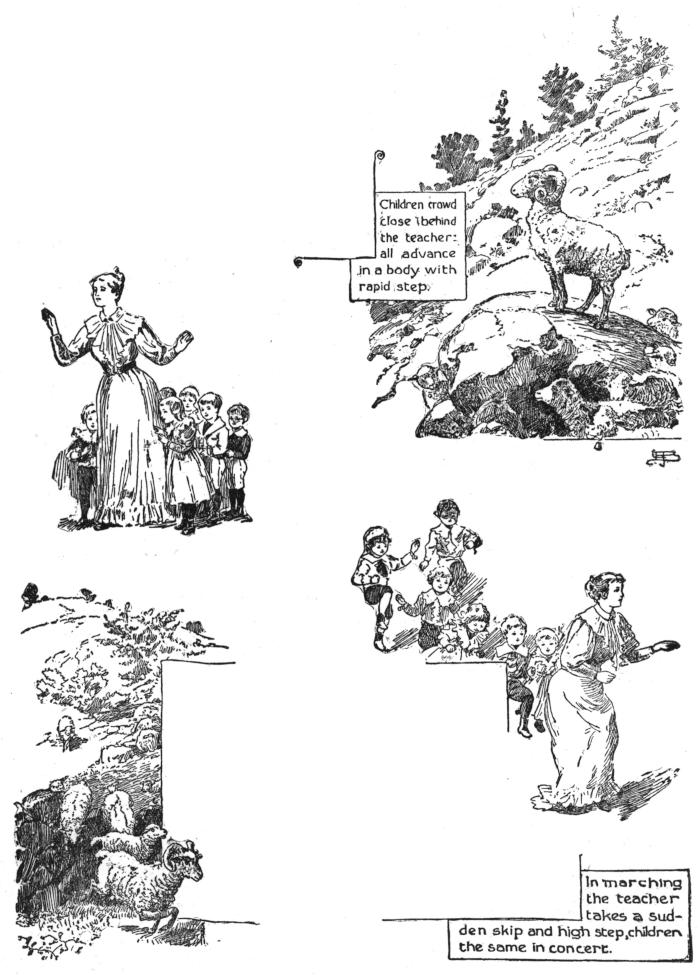 Children crowd
close behind
the teacher:
all advance
in a body with
rapid step.
In marching
the teacher
takes a sud-
den skip and high step, children
the same in concert.